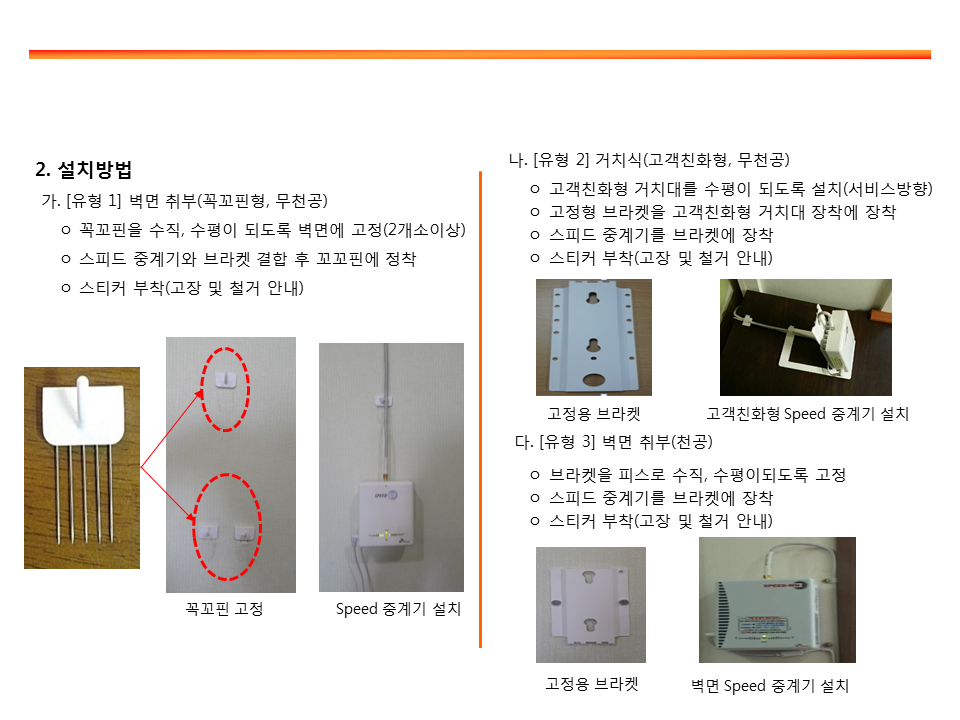 2. 설치방법
가. [유형 1] 벽면 취부(꼭꼬핀형, 무천공)
ㅇ 꼭꼬핀을 수직, 수평이 되도록 벽면에 고정(2개소이상)
ㅇ 스피드 중계기와 브라켓 결합 후 꼬꼬핀에 정착
ㅇ 스티커 부착(고장 및 철거 안내)
꼭꼬핀 고정
Speed 중계기 설치
나. [유형 2] 거치식(고객친화형, 무천공)
ㅇ 고객친화형 거치대를 수평이 되도록 설치(서비스방향)
ㅇ 고정형 브라켓을 고객친화형 거치대 장착에 장착
ㅇ 스피드 중계기를 브라켓에 장착
ㅇ 스티커 부착(고장 및 철거 안내)
고정용 브라켓
고객친화형 Speed 중계기 설치
다. [유형 3] 벽면 취부(천공)
ㅇ 브라켓을 피스로 수직, 수평이되도록 고정
ㅇ 스피드 중계기를 브라켓에 장착
ㅇ 스티커 부착(고장 및 철거 안내)
고정용 브라켓
벽면 Speed 중계기 설치